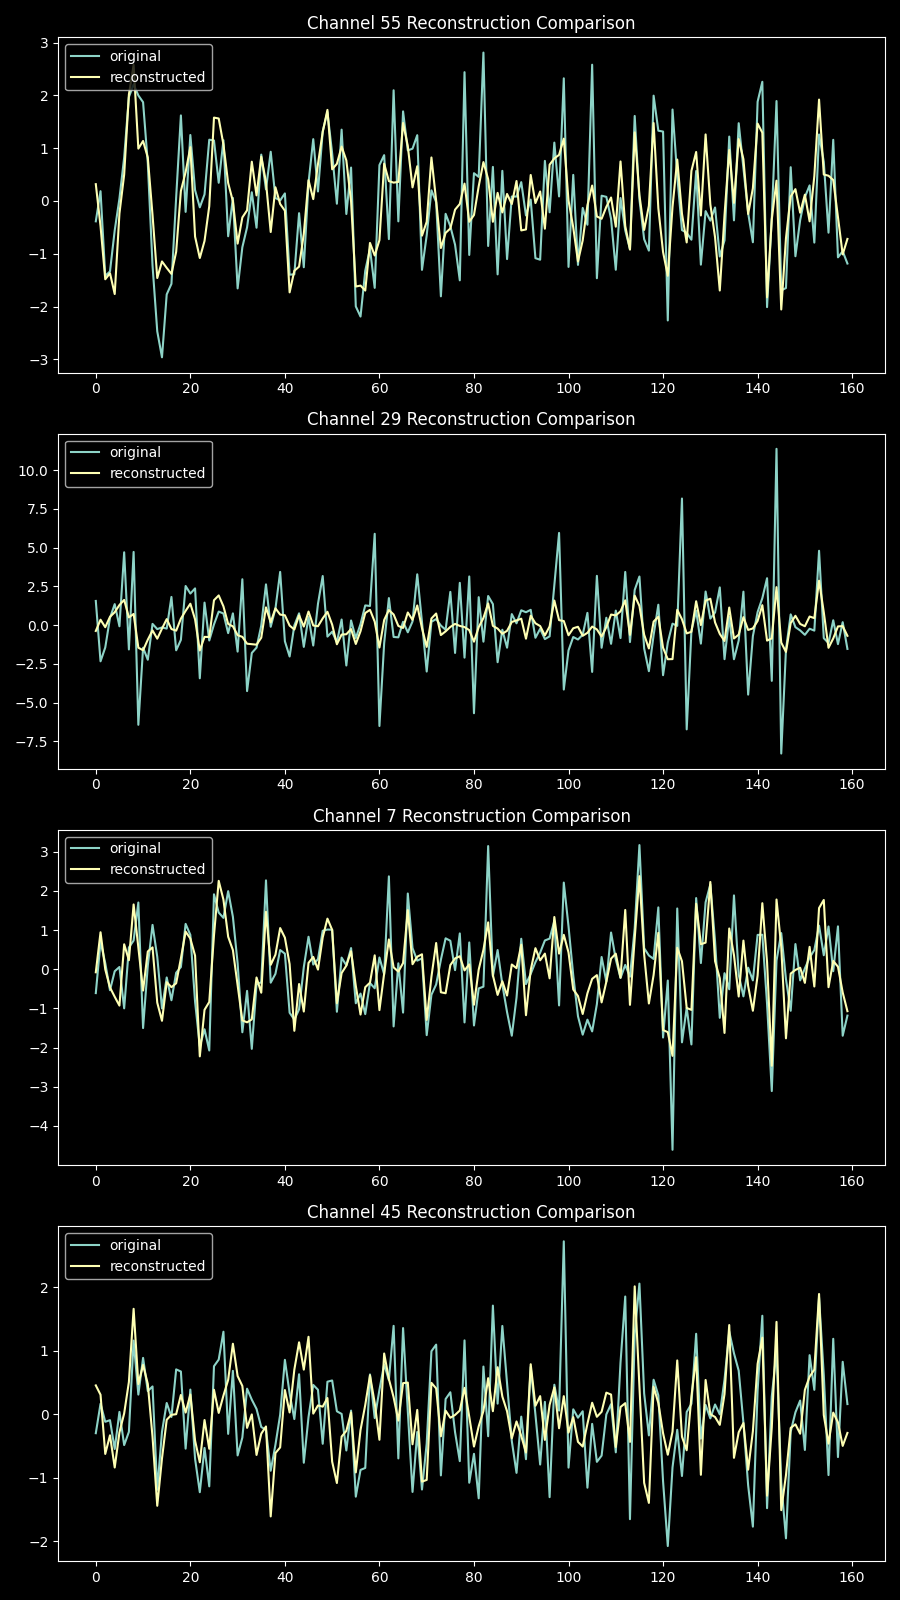 Channel 55 Reconstruction Comparison
original
reconstructed
3
2
1
0
−1
−2
−3
0 20 40 60 80 100 120 140 160
Channel 29 Reconstruction Comparison
original
reconstructed
10.0
7.5
5.0
2.5
0.0
−2.5
−5.0
−7.5
0 20 40 60 80 100 120 140 160
Channel 7 Reconstruction Comparison
original
reconstructed
3
2
1
0
−1
−2
−3
−4
0 20 40 60 80 100 120 140 160
Channel 45 Reconstruction Comparison
original
reconstructed
2
1
0
−1
−2
0 20 40 60 80 100 120 140 160